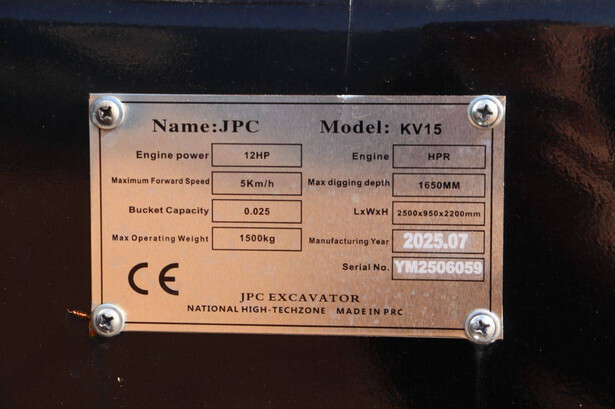 Name:JPC Model: KV15
Engine power 12HP Engine HPR
Maximum Forward Speed 5Km/h Max digging depth 1650MM
Bucket Capacity 0.025 LxWxH 2500x950x2200mm
Max Operating Weight 1500kg Manufacturing Year 2025.07
Serial No. YM2506059
CE
JPC EXCAVATOR
NATIONAL HIGH-TECHZONE MADE IN PRC